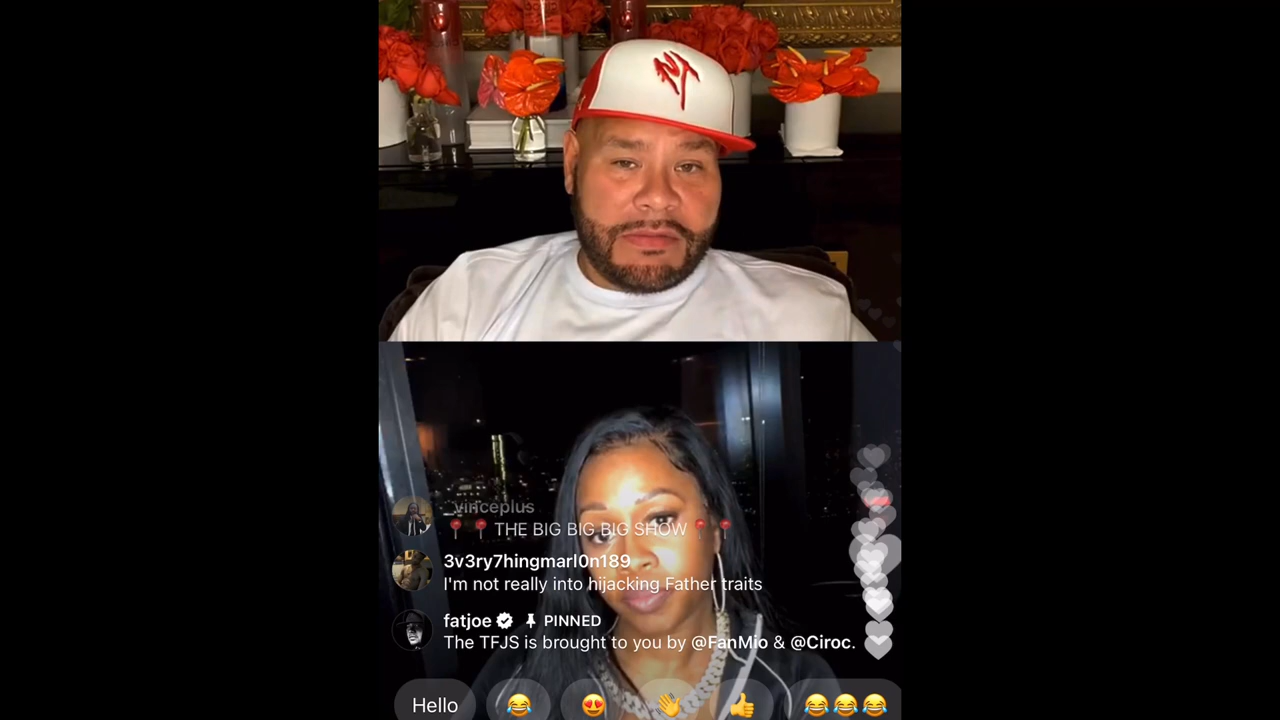 NY
vinceplus
📍 📍 THE BIG BIG BIG SHOW 📍 📍
3v3ry7hingmarl0n189
I'm not really into hijacking Father traits
fatjoe PINNED
The TFJS is brought to you by @FanMio & @Ciroc.
Hello 😂 😍 👋 👍 😂😂😂